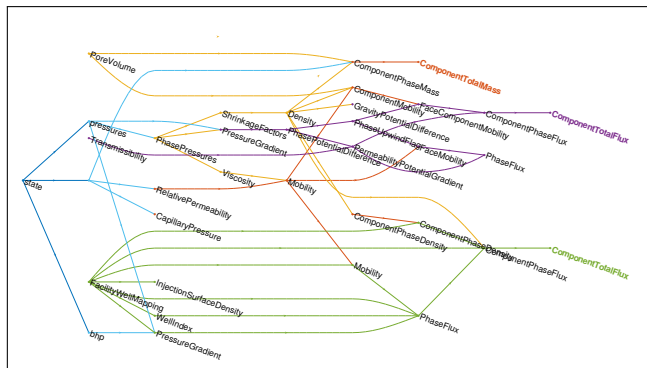 PoreVolume
ComponentPhaseMass
ComponentTotalMass
pressures
Transmissibility
PhasePressures
ShrinkageFactors
PressureGradient
Viscosity
Density
PhasePotentialDifference
Mobility
ComponentMobility
GravityPotentialDifference
PhaseUpwindFlag
PermeabilityPotentialGradient
FaceComponentMobility
FaceMobility
ComponentPhaseFlux
PhaseFlux
ComponentTotalFlux
state
RelativePermeability
CapillaryPressure
ComponentPhaseDensity
ComponentPhaseDensity
ComponentPhaseFlux
ComponentTotalFlux
Mobility
FacilityWellMapping
InjectionSurfaceDensity
WellIndex
PhaseFlux
bhp
PressureGradient